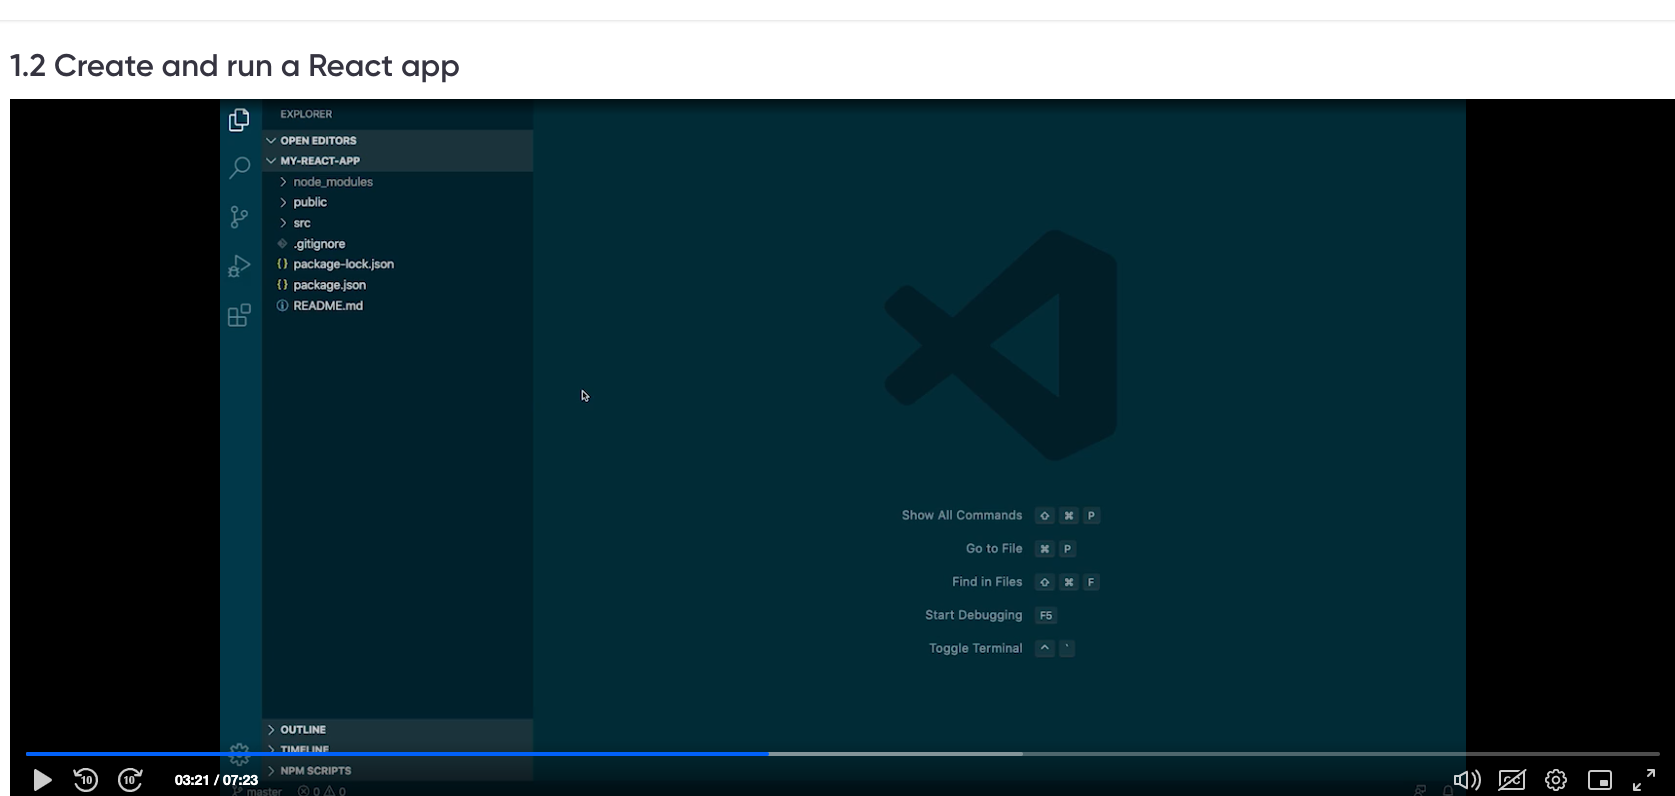 1.2 Create and run a React app
EXPLORER
OPEN EDITORS
MY-REACT-APP
node_modules
public
src
.gitignore
package-lock.json
package.json
README.md
Show All Commands ⇧ ⌘ P
Go to File ⌘ P
Find in Files ⇧ ⌘ F
Start Debugging F5
Toggle Terminal ^ `
OUTLINE
TIMELINE
NPM SCRIPTS
10 10 03:21 / 07:23 CC
master 0 0